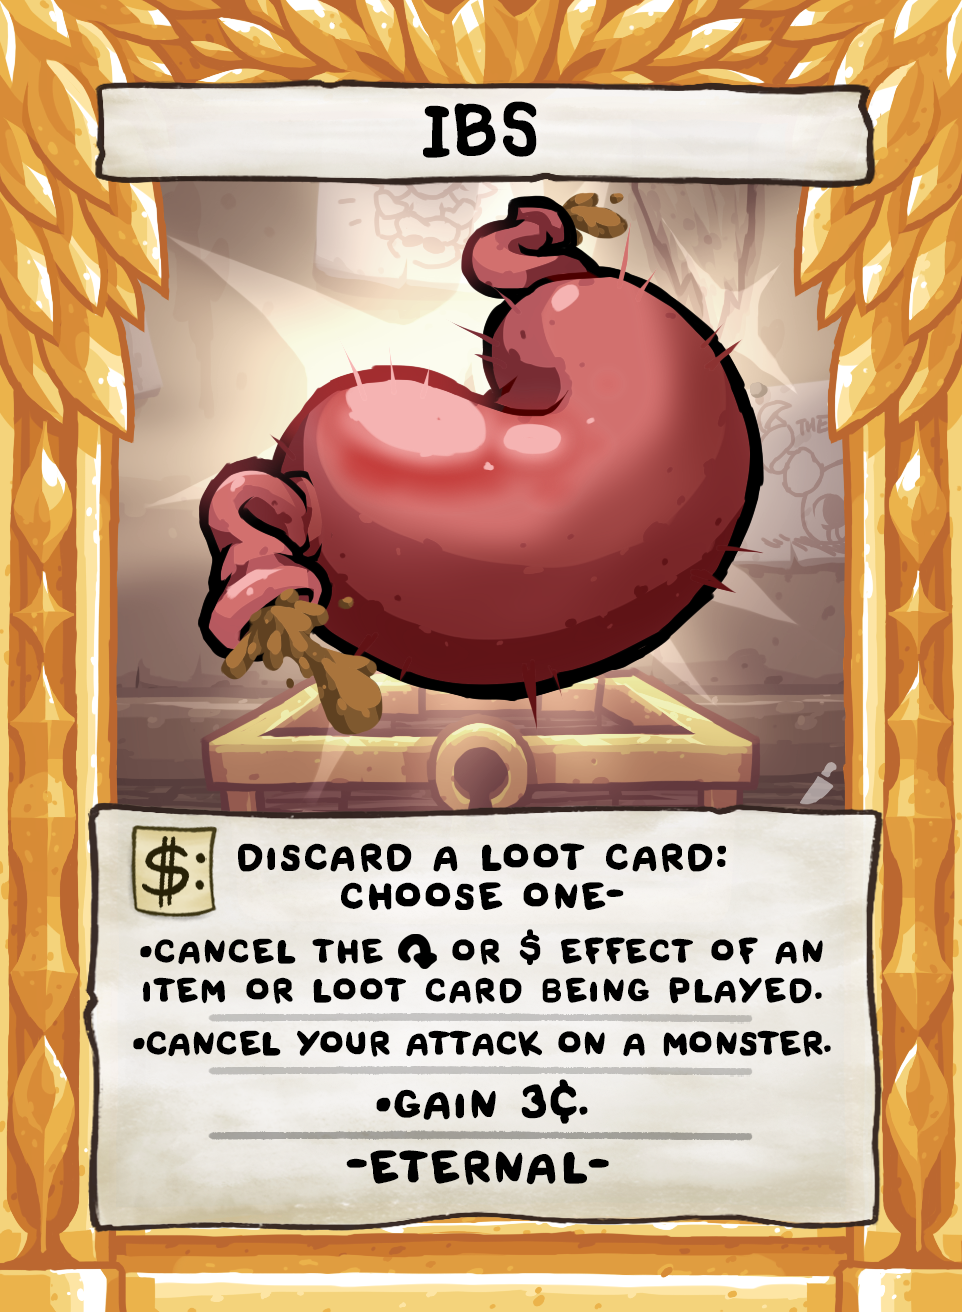 IBS
THE
$: DISCARD A LOOT CARD:
CHOOSE ONE-
•CANCEL THE ↷ OR $ EFFECT OF AN
ITEM OR LOOT CARD BEING PLAYED.
•CANCEL YOUR ATTACK ON A MONSTER.
•GAIN 3¢.
-ETERNAL-